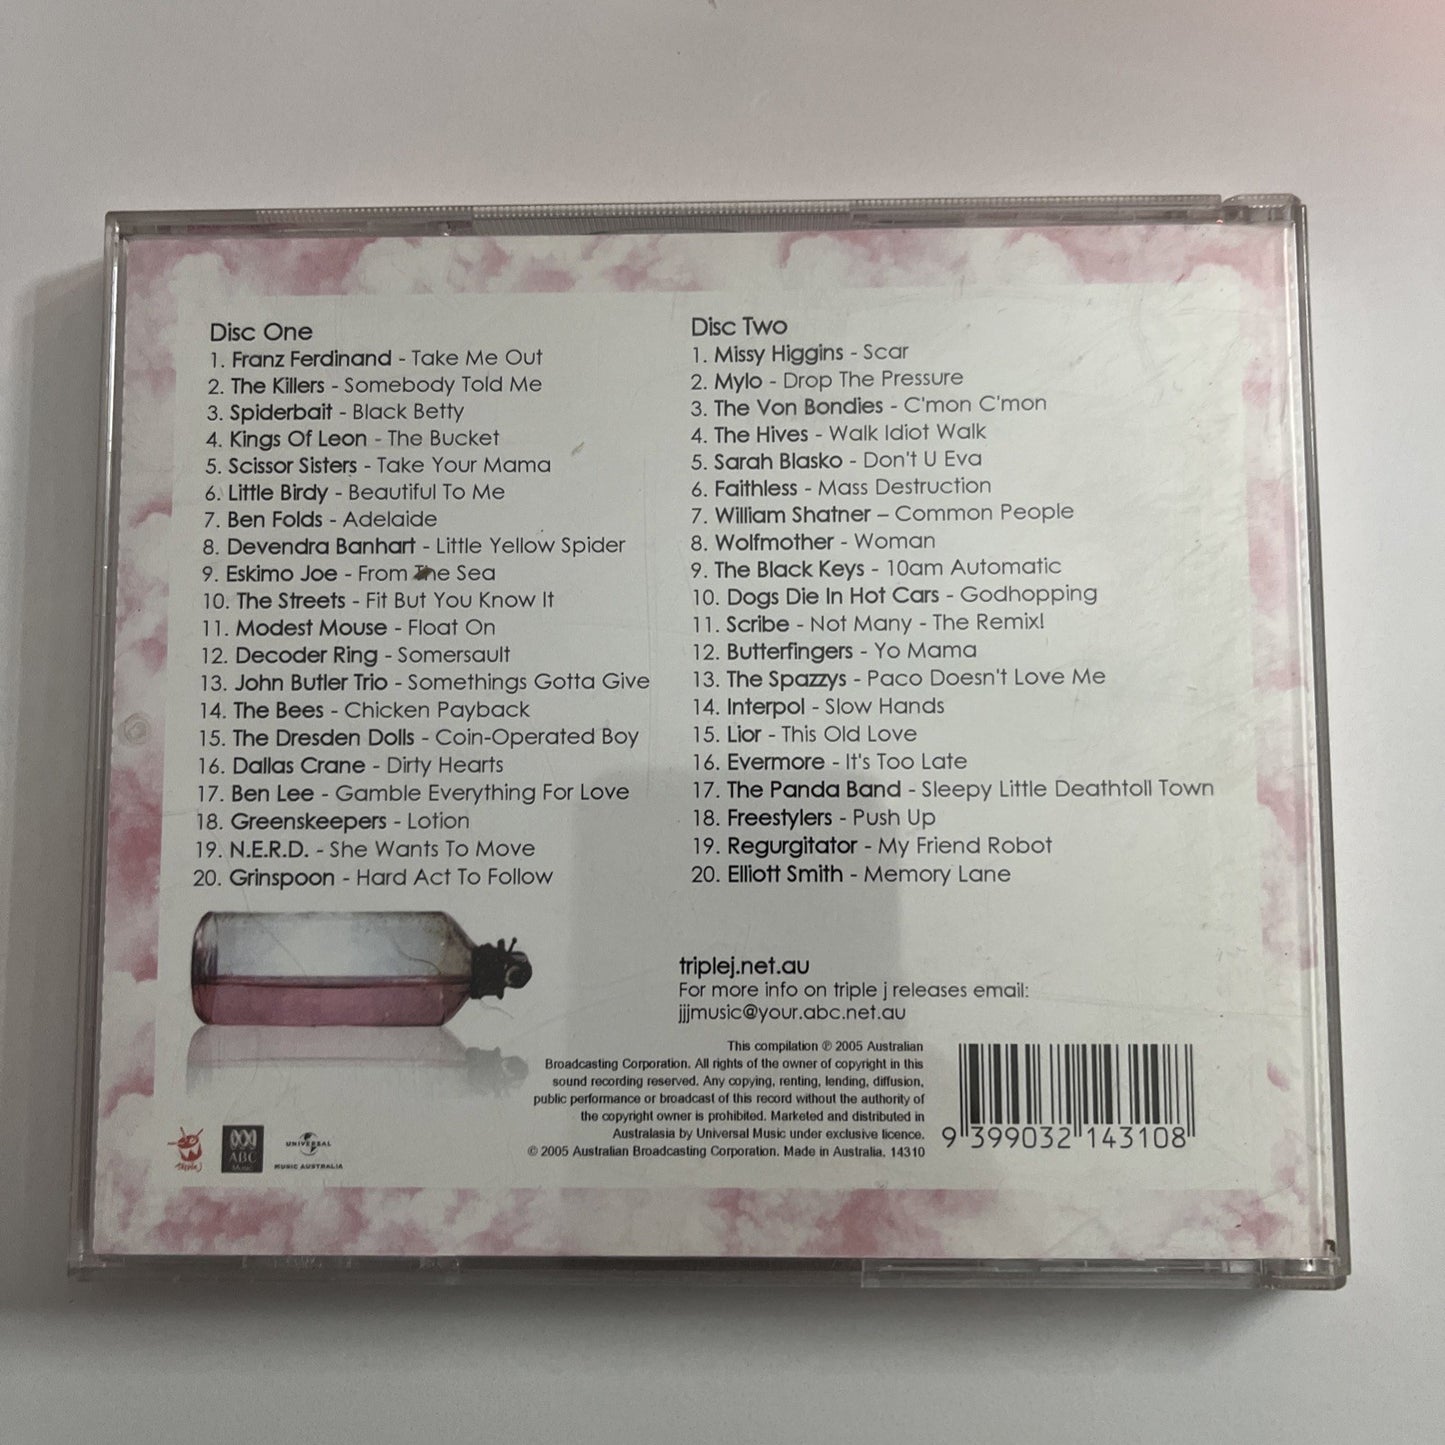 Disc One
1. Franz Ferdinand - Take Me Out
2. The Killers - Somebody Told Me
3. Spiderbait - Black Betty
4. Kings Of Leon - The Bucket
5. Scissor Sisters - Take Your Mama
6. Little Birdy - Beautiful To Me
7. Ben Folds - Adelaide
8. Devendra Banhart - Little Yellow Spider
9. Eskimo Joe - From The Sea
10. The Streets - Fit But You Know It
11. Modest Mouse - Float On
12. Decoder Ring - Somersault
13. John Butler Trio - Somethings Gotta Give
14. The Bees - Chicken Payback
15. The Dresden Dolls - Coin-Operated Boy
16. Dallas Crane - Dirty Hearts
17. Ben Lee - Gamble Everything For Love
18. Greenskeepers - Lotion
19. N.E.R.D. - She Wants To Move
20. Grinspoon - Hard Act To Follow
Disc Two
1. Missy Higgins - Scar
2. Mylo - Drop The Pressure
3. The Von Bondies - C'mon C'mon
4. The Hives - Walk Idiot Walk
5. Sarah Blasko - Don't U Eva
6. Faithless - Mass Destruction
7. William Shatner – Common People
8. Wolfmother - Woman
9. The Black Keys - 10am Automatic
10. Dogs Die In Hot Cars - Godhopping
11. Scribe - Not Many - The Remix!
12. Butterfingers - Yo Mama
13. The Spazzys - Paco Doesn't Love Me
14. Interpol - Slow Hands
15. Lior - This Old Love
16. Evermore - It's Too Late
17. The Panda Band - Sleepy Little Deathtoll Town
18. Freestylers - Push Up
19. Regurgitator - My Friend Robot
20. Elliott Smith - Memory Lane
triplej.net.au
For more info on triple j releases email:
jjjmusic@your.abc.net.au
This compilation ℗ 2005 Australian
Broadcasting Corporation. All rights of the owner of copyright in this
sound recording reserved. Any copying, renting, lending, diffusion,
public performance or broadcast of this record without the authority of
the copyright owner is prohibited. Marketed and distributed in
Australasia by Universal Music under exclusive licence.
© 2005 Australian Broadcasting Corporation. Made in Australia. 14310
9 399032 143108
triple j
ABC
Music
UNIVERSAL
MUSIC AUSTRALIA